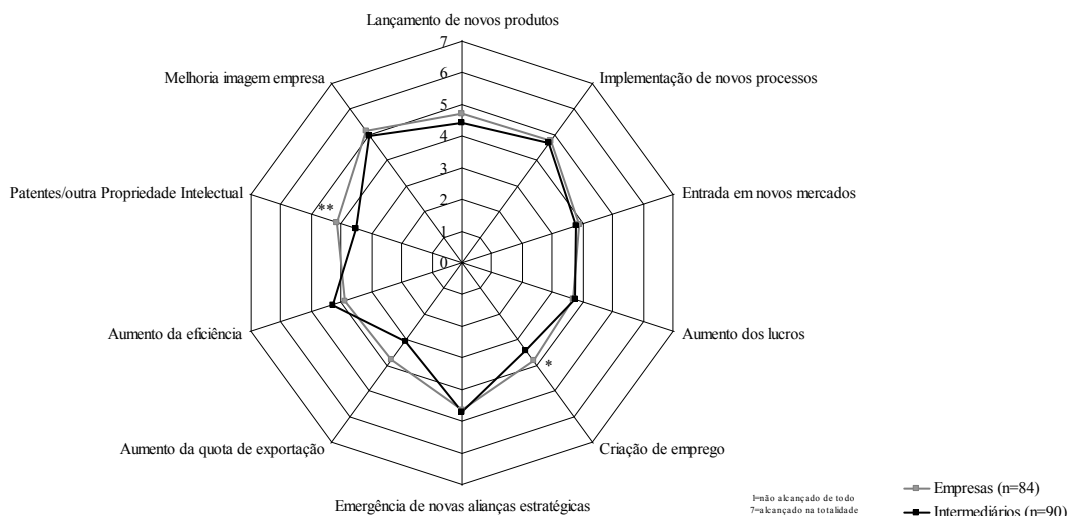 Lançamento de novos produtos
7
Melhoria imagem empresa
6
Implementação de novos processos
5
4
3
Patentes/outra Propriedade Intelectual
**
2
Entrada em novos mercados
1
0
Aumento da eficiência
Aumento dos lucros
*
Aumento da quota de exportação
Criação de emprego
Emergência de novas alianças estratégicas
1=não alcançado de todo
7=alcançado na totalidade
Empresas (n=84)
Intermediários (n=90)